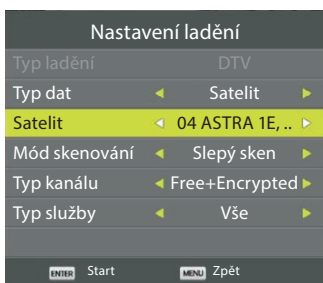 Nastavení ladění
Typ ladění DTV
Typ dat Satelit
Satelit 04 ASTRA 1E, ..
Mód skenování Slepý sken
Typ kanálu Free+Encrypted
Typ služby Vše
ENTER Start MENU Zpět